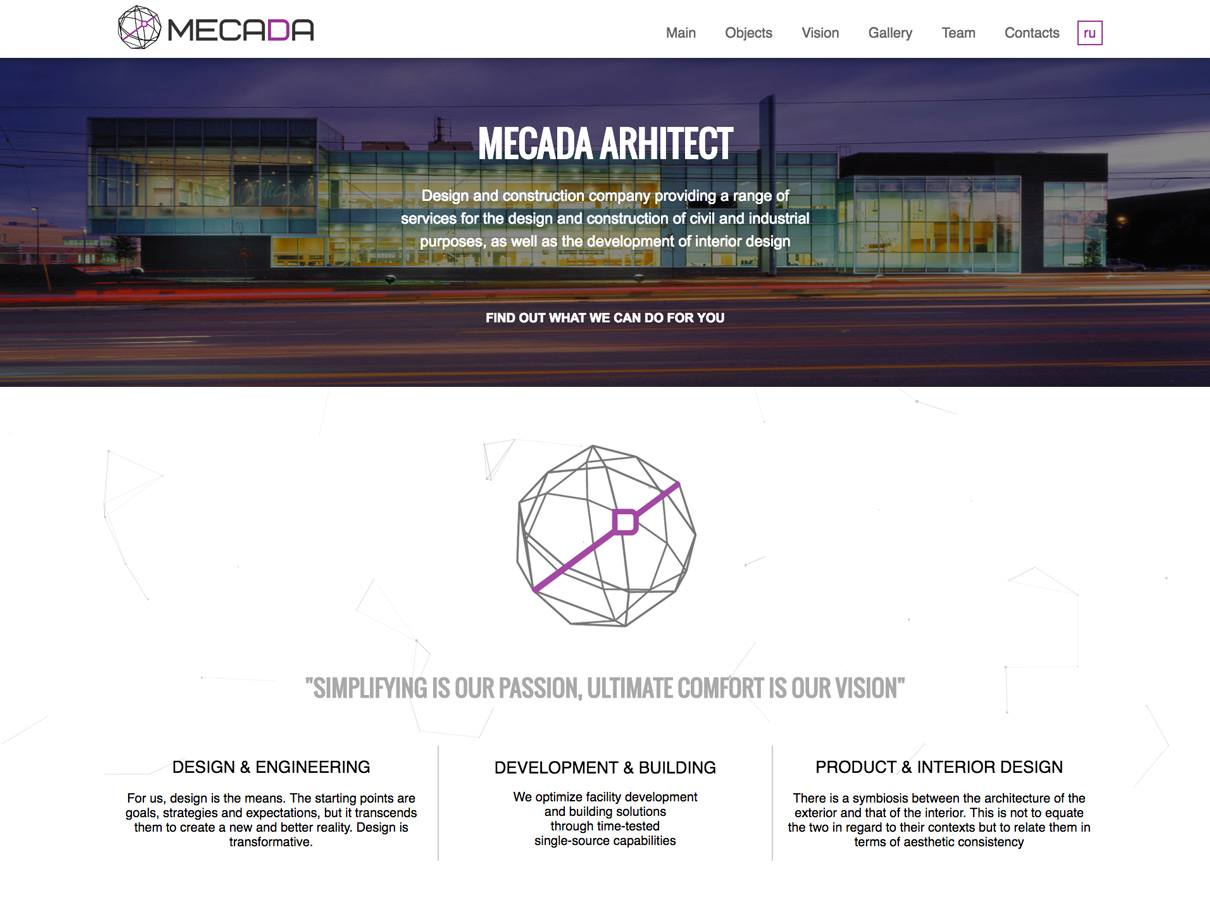 MECADA
Main Objects Vision Gallery Team Contacts ru
MECADA ARHITECT
Design and construction company providing a range of
services for the design and construction of civil and industrial
purposes, as well as the development of interior design
FIND OUT WHAT WE CAN DO FOR YOU
"SIMPLIFYING IS OUR PASSION, ULTIMATE COMFORT IS OUR VISION"
DESIGN & ENGINEERING
For us, design is the means. The starting points are
goals, strategies and expectations, but it transcends
them to create a new and better reality. Design is
transformative.
DEVELOPMENT & BUILDING
We optimize facility development
and building solutions
through time-tested
single-source capabilities
PRODUCT & INTERIOR DESIGN
There is a symbiosis between the architecture of the
exterior and that of the interior. This is not to equate
the two in regard to their contexts but to relate them in
terms of aesthetic consistency